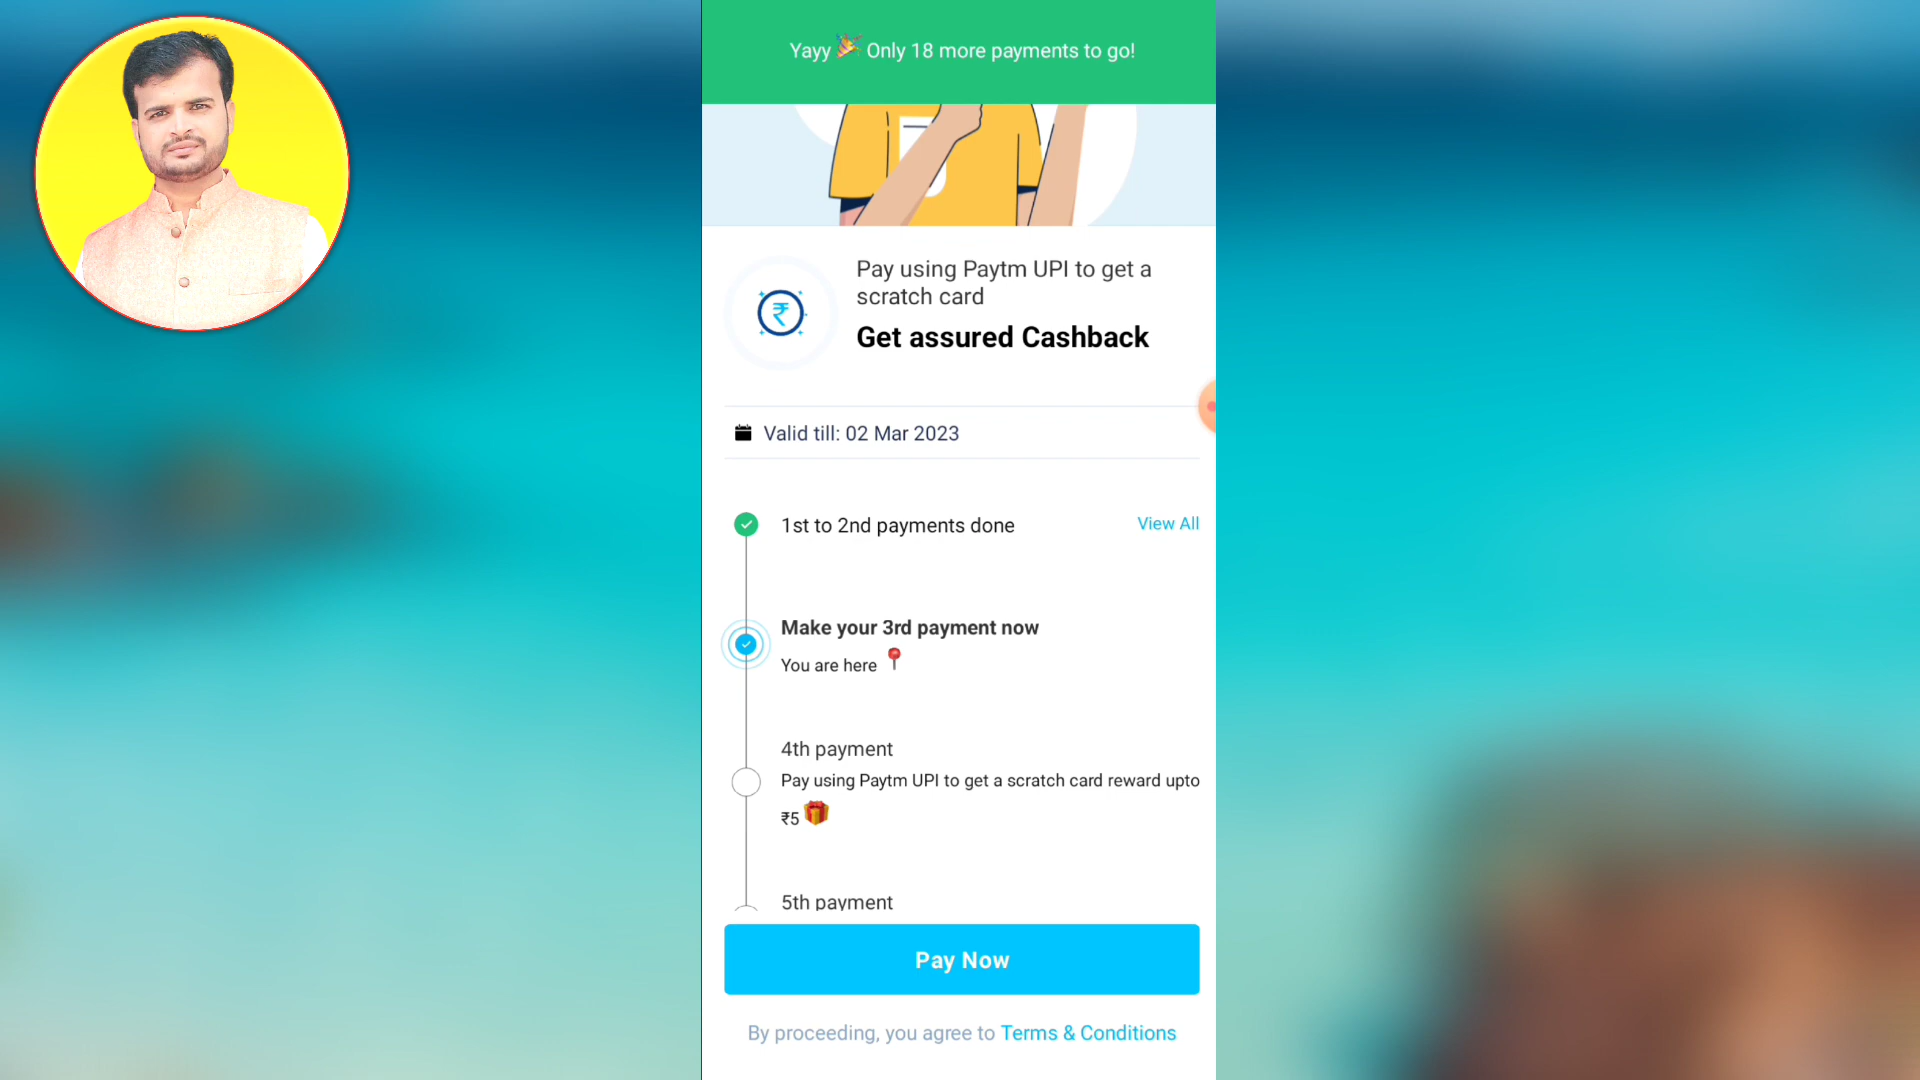 Yayy 🎉 Only 18 more payments to go!
Pay using Paytm UPI to get a
scratch card
Get assured Cashback
Valid till: 02 Mar 2023
1st to 2nd payments done
View All
Make your 3rd payment now
You are here 📍
4th payment
Pay using Paytm UPI to get a scratch card reward upto
₹5 🎁
5th payment
Pay Now
By proceeding, you agree to Terms & Conditions